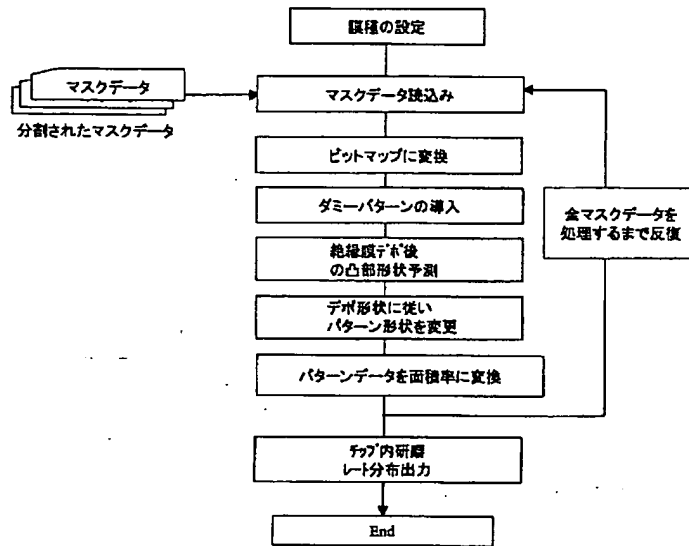 膜種の設定
マスクデータ
分割されたマスクデータ
マスクデータ読込み
ビットマップに変換
ダミーパターンの導入
絶縁膜デポ後
の凸部形状予測
デポ形状に従い
パターン形状を変更
パターンデータを面積率に変換
全マスクデータを
処理するまで反復
チップ内研磨
レート分布出力
End